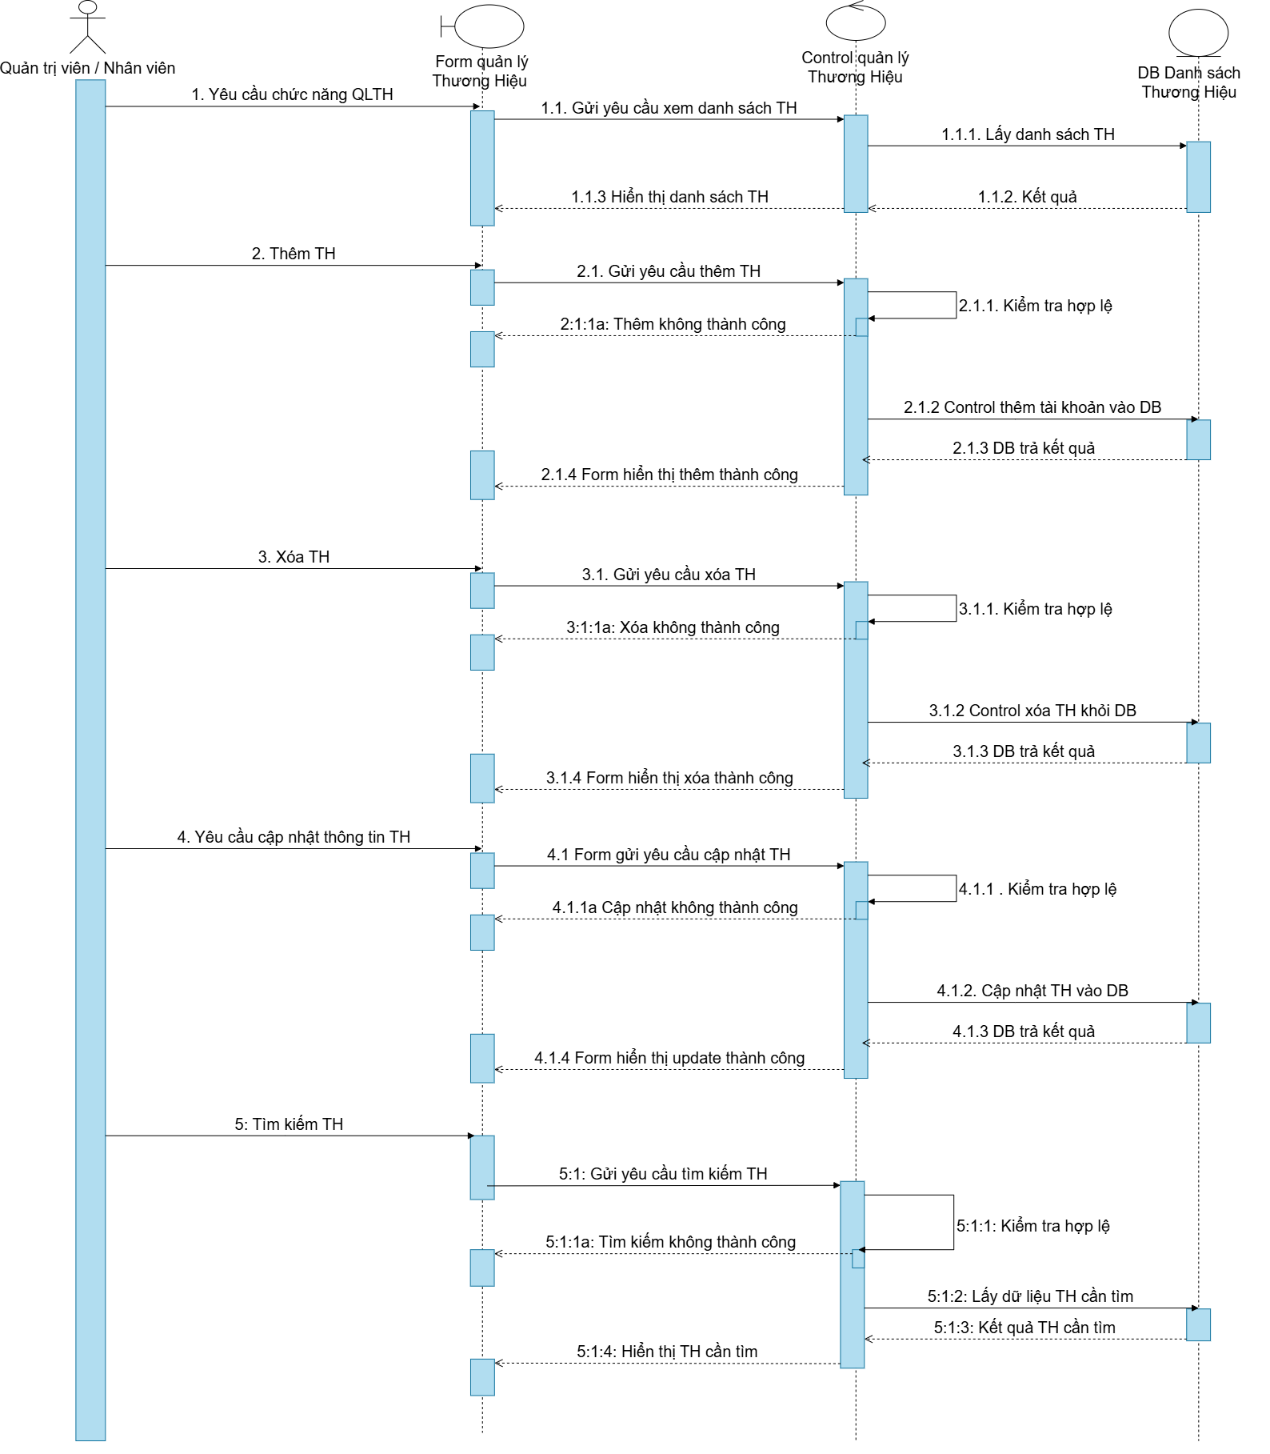 Quản trị viên / Nhân viên
Form quản lý
Thương Hiệu
Control quản lý
Thương Hiệu
DB Danh sách
Thương Hiệu
1. Yêu cầu chức năng QLTH
1.1. Gửi yêu cầu xem danh sách TH
1.1.1. Lấy danh sách TH
1.1.2. Kết quả
1.1.3 Hiển thị danh sách TH
2. Thêm TH
2.1. Gửi yêu cầu thêm TH
2.1.1. Kiểm tra hợp lệ
2:1:1a: Thêm không thành công
2.1.2 Control thêm tài khoản vào DB
2.1.3 DB trả kết quả
2.1.4 Form hiển thị thêm thành công
3. Xóa TH
3.1. Gửi yêu cầu xóa TH
3.1.1. Kiểm tra hợp lệ
3:1:1a: Xóa không thành công
3.1.2 Control xóa TH khỏi DB
3.1.3 DB trả kết quả
3.1.4 Form hiển thị xóa thành công
4. Yêu cầu cập nhật thông tin TH
4.1 Form gửi yêu cầu cập nhật TH
4.1.1 . Kiểm tra hợp lệ
4.1.1a Cập nhật không thành công
4.1.2. Cập nhật TH vào DB
4.1.3 DB trả kết quả
4.1.4 Form hiển thị update thành công
5: Tìm kiếm TH
5:1: Gửi yêu cầu tìm kiếm TH
5:1:1: Kiểm tra hợp lệ
5:1:1a: Tìm kiếm không thành công
5:1:2: Lấy dữ liệu TH cần tìm
5:1:3: Kết quả TH cần tìm
5:1:4: Hiển thị TH cần tìm